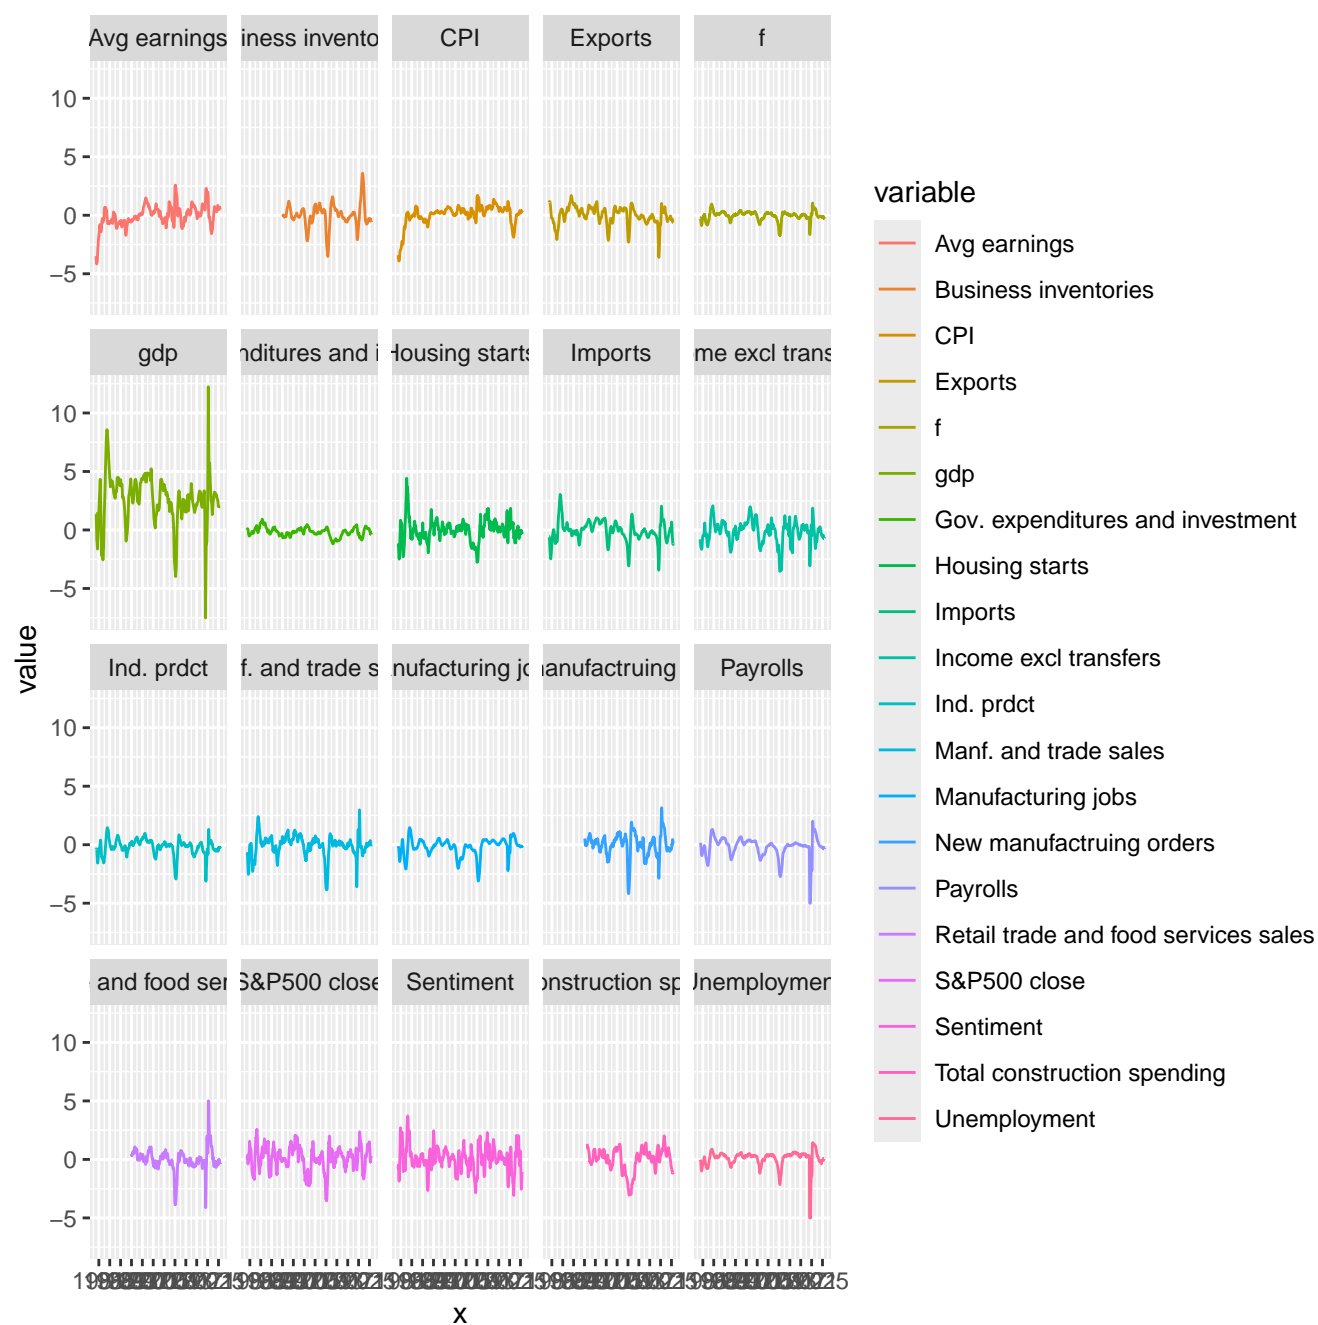 Avg earnings
iness invento
CPI
Exports
f
10
5
0
−5
gdp
nditures and i
Housing starts
Imports
me excl trans
10
5
0
−5
Ind. prdct
f. and trade s
nufacturing jo
manufactruing
Payrolls
10
5
0
−5
and food ser
S&P500 close
Sentiment
onstruction sp
Unemploymen
10
5
0
−5
value
x
variable
Avg earnings
Business inventories
CPI
Exports
f
gdp
Gov. expenditures and investment
Housing starts
Imports
Income excl transfers
Ind. prdct
Manf. and trade sales
Manufacturing jobs
New manufactruing orders
Payrolls
Retail trade and food services sales
S&P500 close
Sentiment
Total construction spending
Unemployment